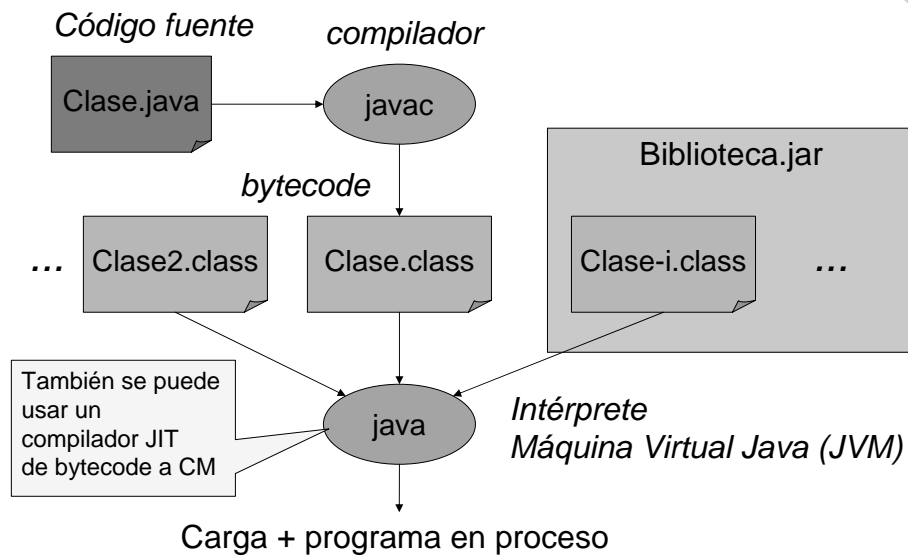 Código fuente
compilador
Clase.java
javac
Biblioteca.jar
bytecode
...
Clase2.class
Clase.class
Clase-i.class
...
También se puede
usar un
compilador JIT
de bytecode a CM
java
Intérprete
Máquina Virtual Java (JVM)
Carga + programa en proceso